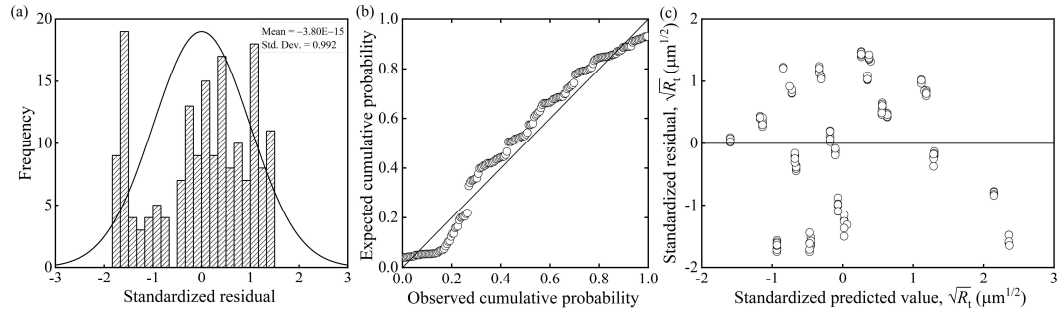 (a)
Mean = −3.80E−15
Std. Dev. = 0.992
Frequency
20
15
10
5
0
-3 -2 -1 0 1 2 3
Standardized residual
(b)
Expected cumulative probability
1.0
0.8
0.6
0.4
0.2
0.0
0.0 0.2 0.4 0.6 0.8 1.0
Observed cumulative probability
(c)
Standardized residual, √Rt (μm1/2)
2
1
0
-1
-2
−2 −1 0 1 2 3
Standardized predicted value, √Rt (μm1/2)